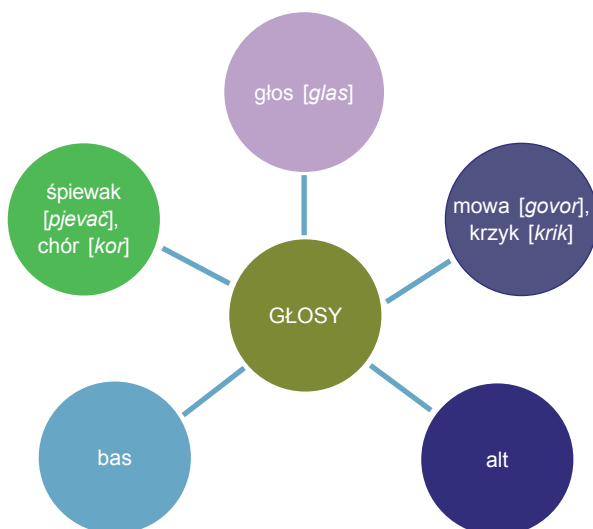 głos [glas]
śpiewak
[pjevač],
chór [kor]
mowa [govor],
krzyk [krik]
GŁOSY
bas
alt